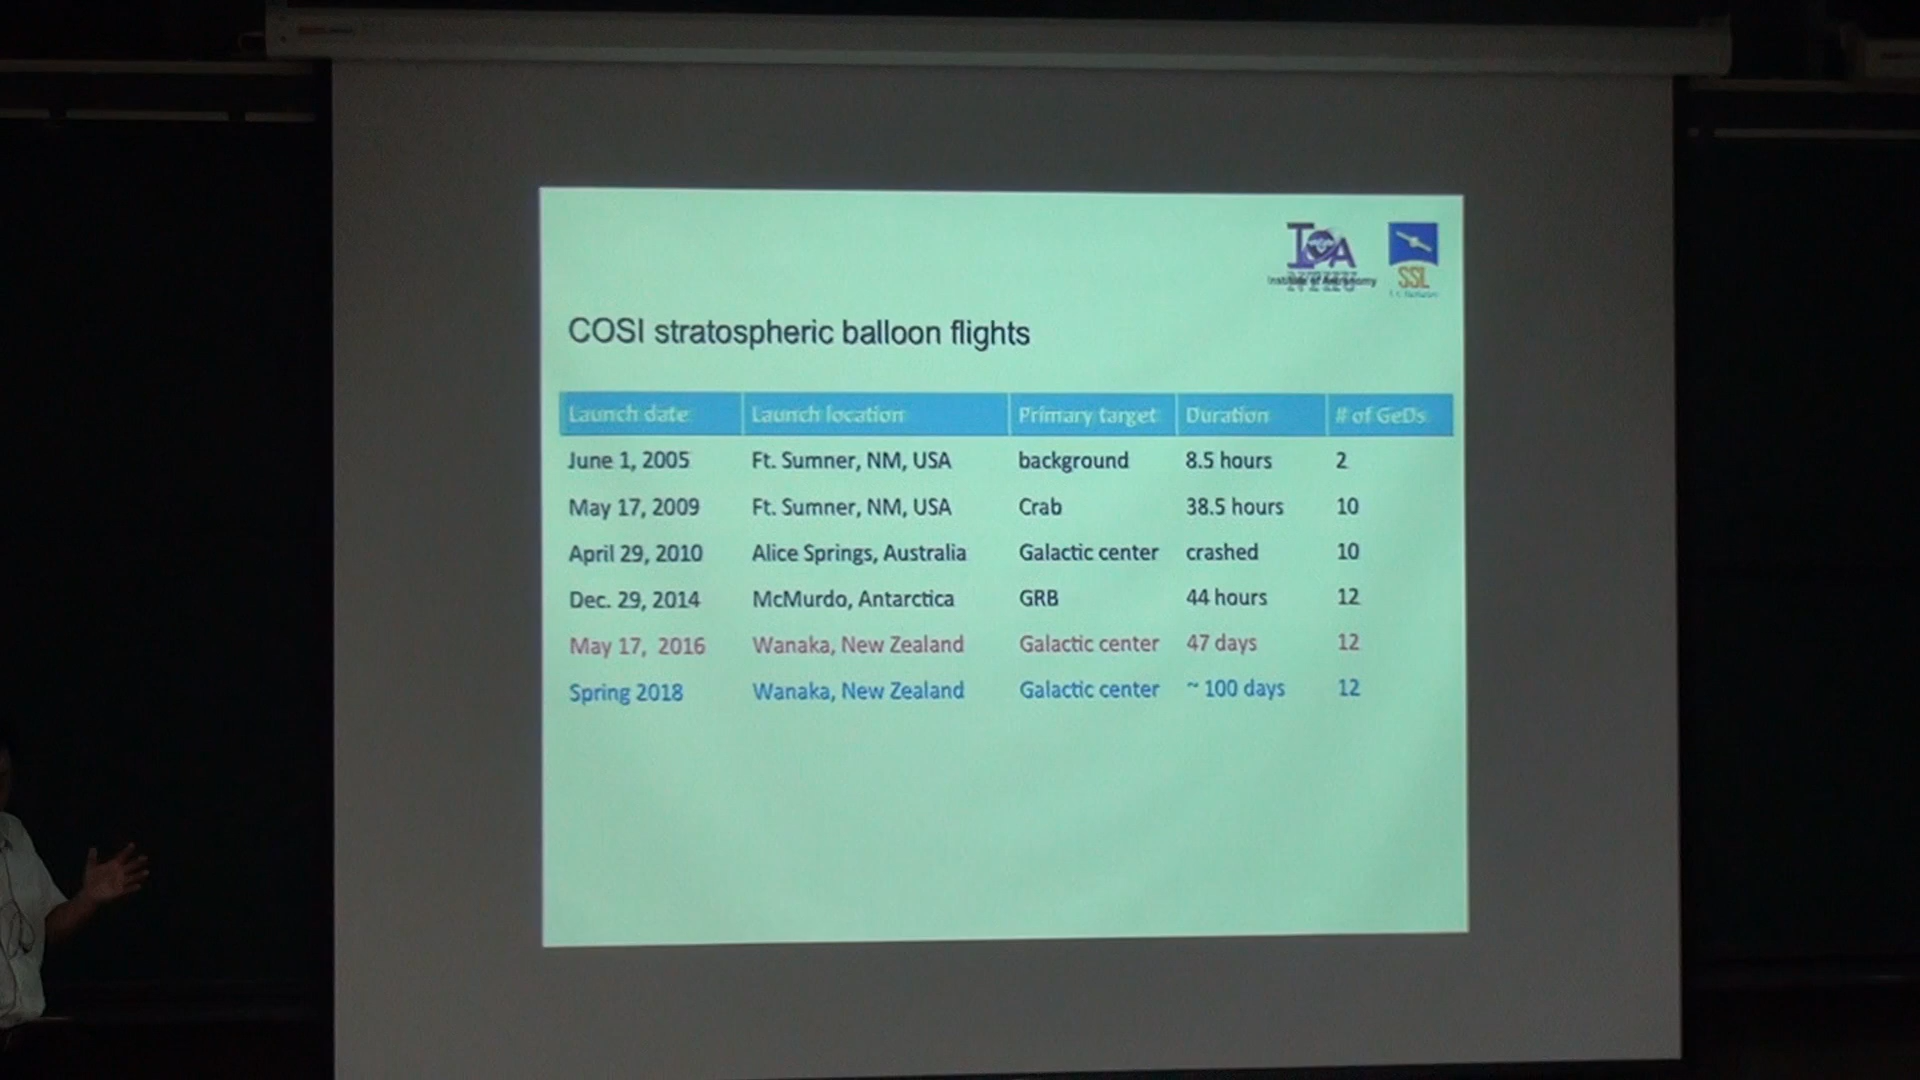 IOA
Institute of Astronomy
SSL
COSI stratospheric balloon flights
Launch date Launch location Primary target Duration # of GeDs
June 1, 2005 Ft. Sumner, NM, USA background 8.5 hours 2
May 17, 2009 Ft. Sumner, NM, USA Crab 38.5 hours 10
April 29, 2010 Alice Springs, Australia Galactic center crashed 10
Dec. 29, 2014 McMurdo, Antarctica GRB 44 hours 12
May 17, 2016 Wanaka, New Zealand Galactic center 47 days 12
Spring 2018 Wanaka, New Zealand Galactic center ~ 100 days 12